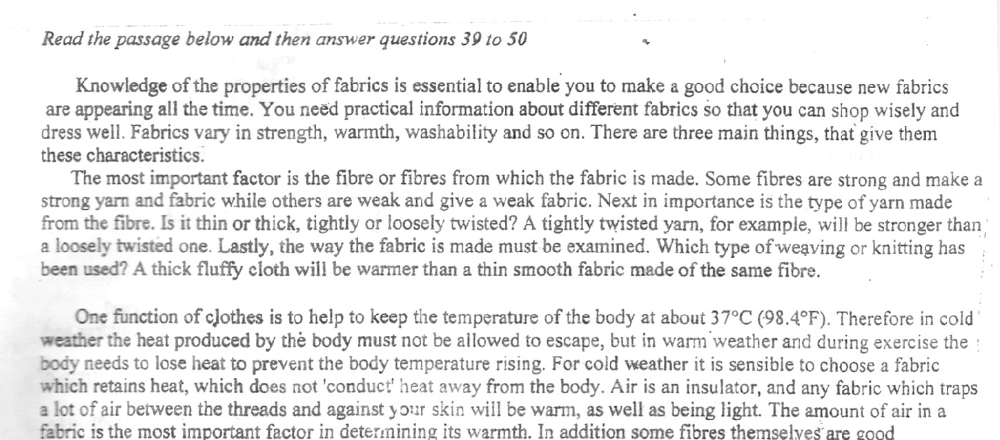 Read the passage below and then answer questions 39 to 50
Knowledge of the properties of fabrics is essential to enable you to make a good choice because new fabrics
are appearing all the time. You need practical information about different fabrics so that you can shop wisely and
dress well. Fabrics vary in strength, warmth, washability and so on. There are three main things, that give them
these characteristics.
The most important factor is the fibre or fibres from which the fabric is made. Some fibres are strong and make a
strong yarn and fabric while others are weak and give a weak fabric. Next in importance is the type of yarn made
from the fibre. Is it thin or thick, tightly or loosely twisted? A tightly twisted yarn, for example, will be stronger than
a loosely twisted one. Lastly, the way the fabric is made must be examined. Which type of weaving or knitting has
been used? A thick fluffy cloth will be warmer than a thin smooth fabric made of the same fibre.
One function of clothes is to help to keep the temperature of the body at about 37°C (98.4°F). Therefore in cold
weather the heat produced by the body must not be allowed to escape, but in warm weather and during exercise the
body needs to lose heat to prevent the body temperature rising. For cold weather it is sensible to choose a fabric
which retains heat, which does not 'conduct' heat away from the body. Air is an insulator, and any fabric which traps
a lot of air between the threads and against your skin will be warm, as well as being light. The amount of air in a
fabric is the most important factor in determining its warmth. In addition some fibres themselves are good